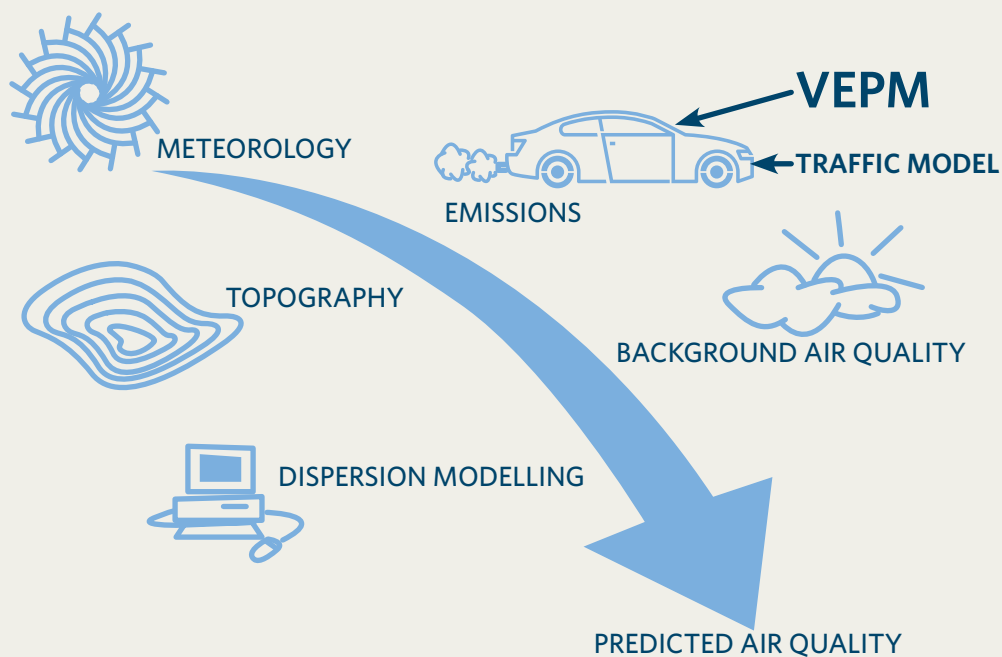 VEPM
METEOROLOGY
TRAFFIC MODEL
EMISSIONS
TOPOGRAPHY
BACKGROUND AIR QUALITY
DISPERSION MODELLING
PREDICTED AIR QUALITY